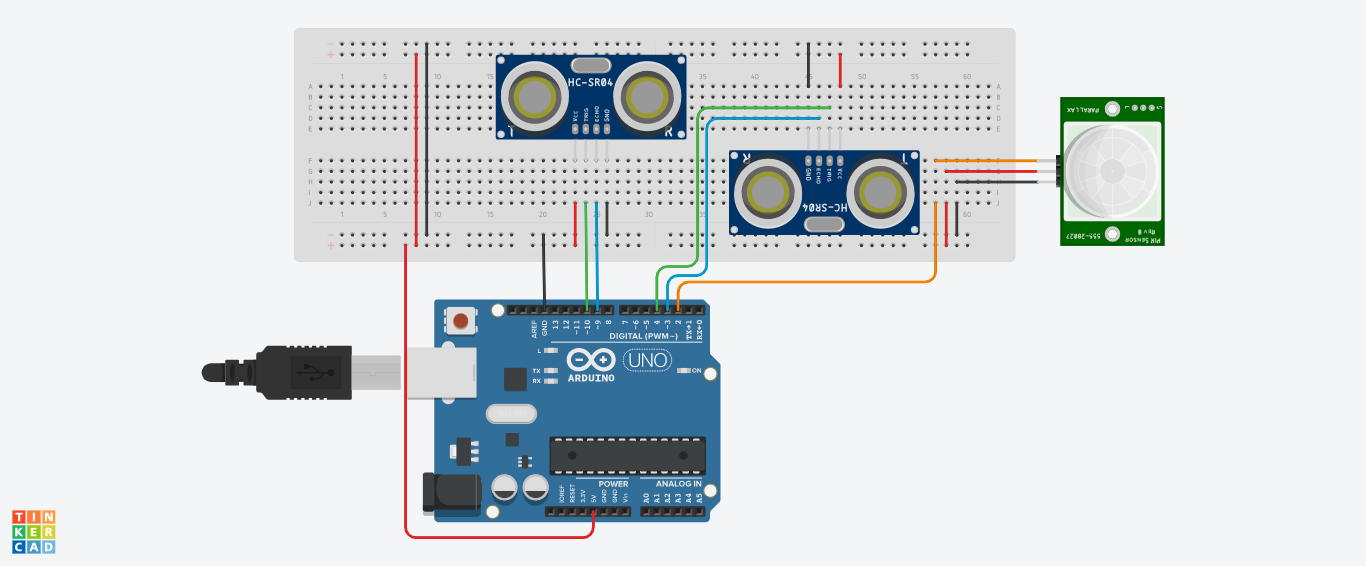 1 5 15 35 40 45 50 55 60
A A
B B
C C
D D
E E
F
G
H
I
J J
1 5 20 25 30 60
HC-SR04
VCC TRIG ECHO GND
T R
R T
GND ECHO TRIG VCC
HC-SR04
PARALLAX
PIR SENSOR
Rev B
555-28027
AREF GND 13 12 ~11 ~10 ~9 8 7 ~6 ~5 4 ~3 2 TX→1 RX←0
DIGITAL (PWM~)
L
TX
RX
UNO
ON
ARDUINO
POWER ANALOG IN
IOREF RESET 3.3V 5V GND GND Vin A0 A1 A2 A3 A4 A5
TIN
KER
CAD